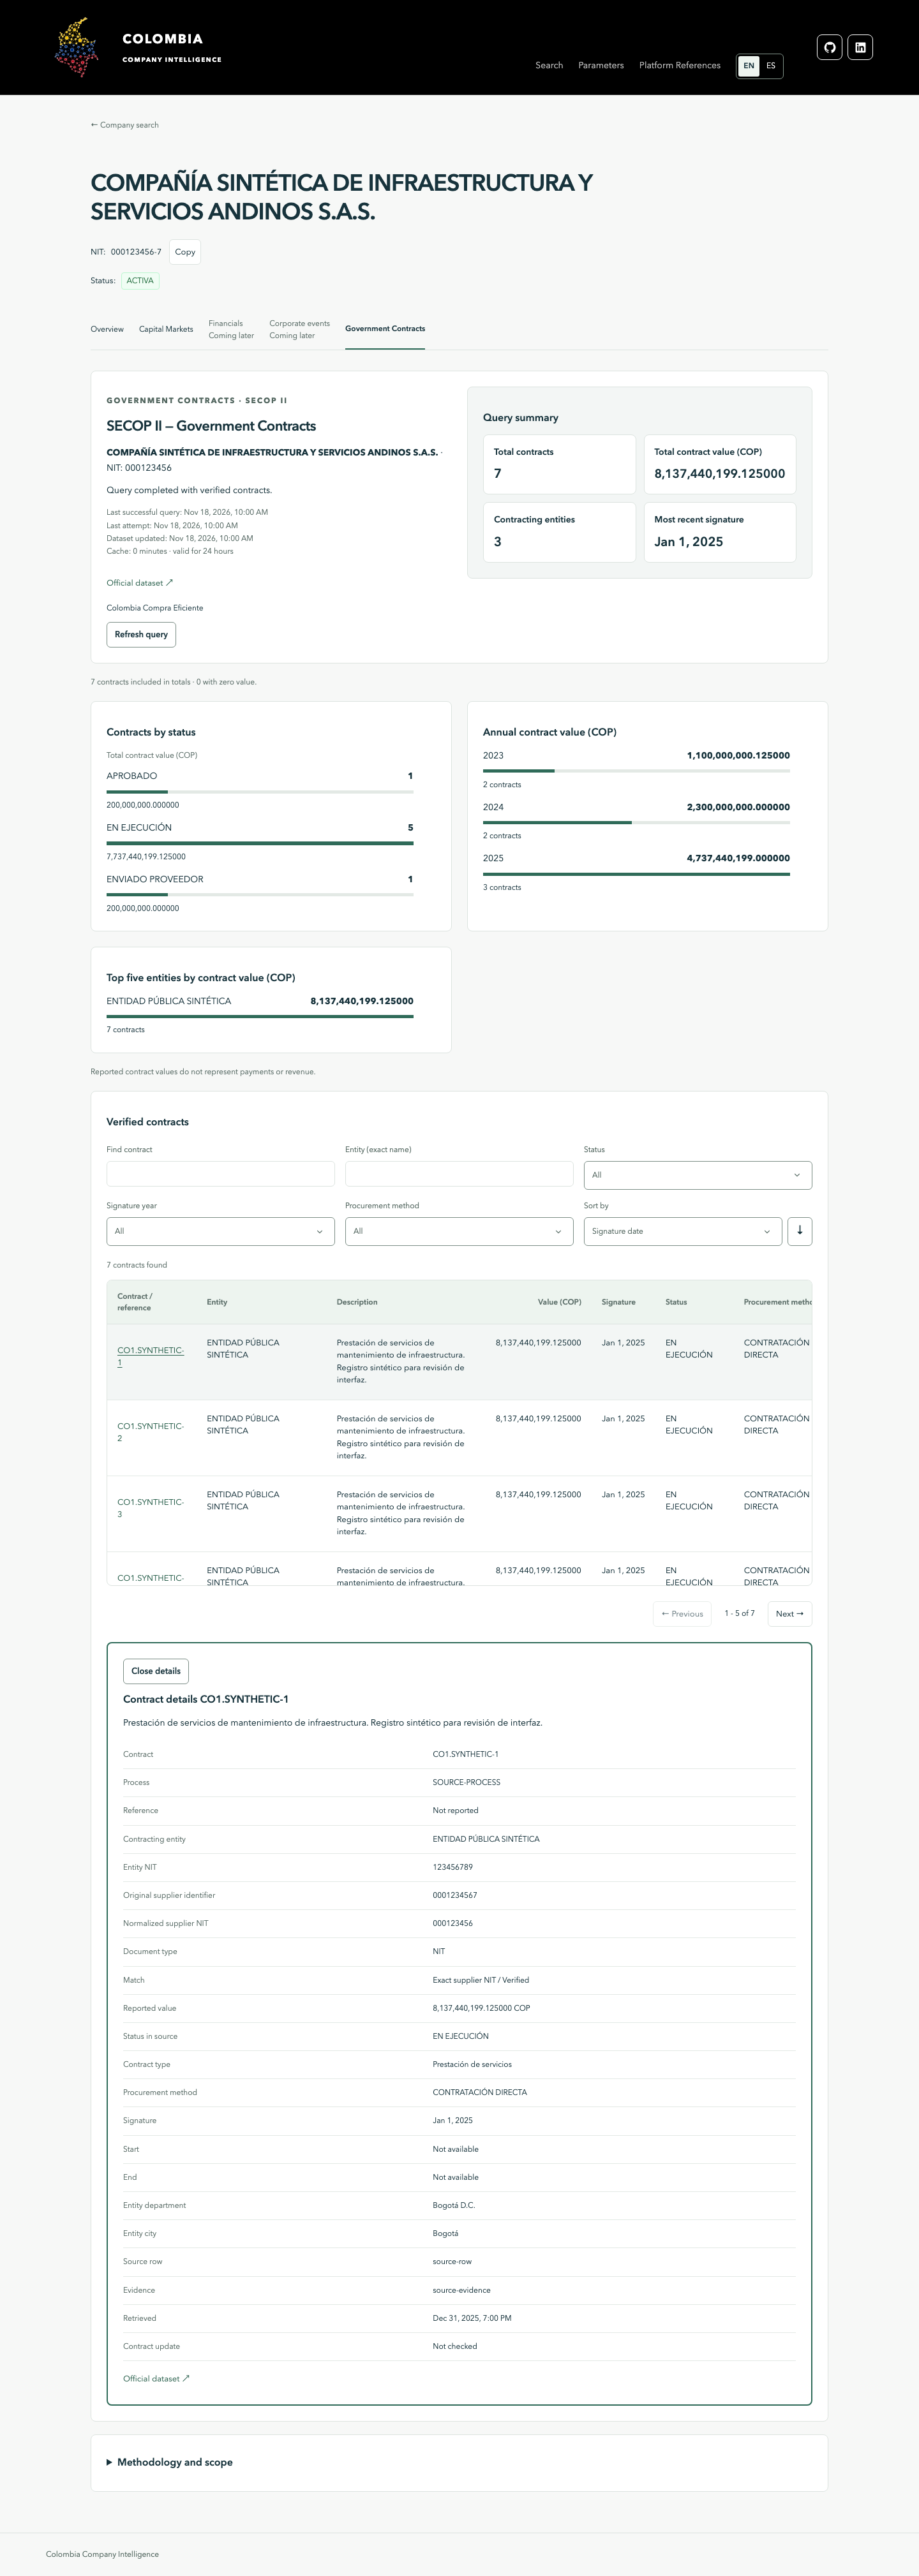 COLOMBIA
COMPANY INTELLIGENCE
Search
Parameters
Platform References
EN
ES
← Company search
COMPAÑÍA SINTÉTICA DE INFRAESTRUCTURA Y
SERVICIOS ANDINOS S.A.S.
NIT: 000123456-7
Copy
Status: ACTIVA
Overview
Capital Markets
Financials
Coming later
Corporate events
Coming later
Government Contracts
GOVERNMENT CONTRACTS · SECOP II
SECOP II — Government Contracts
COMPAÑÍA SINTÉTICA DE INFRAESTRUCTURA Y SERVICIOS ANDINOS S.A.S. ·
NIT: 000123456
Query completed with verified contracts.
Last successful query: Nov 18, 2026, 10:00 AM
Last attempt: Nov 18, 2026, 10:00 AM
Dataset updated: Nov 18, 2026, 10:00 AM
Cache: 0 minutes · valid for 24 hours
Official dataset ↗
Colombia Compra Eficiente
Refresh query
Query summary
Total contracts
7
Total contract value (COP)
8,137,440,199.125000
Contracting entities
3
Most recent signature
Jan 1, 2025
7 contracts included in totals · 0 with zero value.
Contracts by status
Total contract value (COP)
APROBADO 1
200,000,000.000000
EN EJECUCIÓN 5
7,737,440,199.125000
ENVIADO PROVEEDOR 1
200,000,000.000000
Annual contract value (COP)
2023 1,100,000,000.125000
2 contracts
2024 2,300,000,000.000000
2 contracts
2025 4,737,440,199.000000
3 contracts
Top five entities by contract value (COP)
ENTIDAD PÚBLICA SINTÉTICA 8,137,440,199.125000
7 contracts
Reported contract values do not represent payments or revenue.
Verified contracts
Find contract
Entity (exact name)
Status
All
Signature year
All
Procurement method
All
Sort by
Signature date
↓
7 contracts found
Contract /
reference
Entity
Description
Value (COP)
Signature
Status
Procurement metho
CO1.SYNTHETIC-
1
ENTIDAD PÚBLICA
SINTÉTICA
Prestación de servicios de
mantenimiento de infraestructura.
Registro sintético para revisión de
interfaz.
8,137,440,199.125000
Jan 1, 2025
EN
EJECUCIÓN
CONTRATACIÓN
DIRECTA
CO1.SYNTHETIC-
2
ENTIDAD PÚBLICA
SINTÉTICA
Prestación de servicios de
mantenimiento de infraestructura.
Registro sintético para revisión de
interfaz.
8,137,440,199.125000
Jan 1, 2025
EN
EJECUCIÓN
CONTRATACIÓN
DIRECTA
CO1.SYNTHETIC-
3
ENTIDAD PÚBLICA
SINTÉTICA
Prestación de servicios de
mantenimiento de infraestructura.
Registro sintético para revisión de
interfaz.
8,137,440,199.125000
Jan 1, 2025
EN
EJECUCIÓN
CONTRATACIÓN
DIRECTA
CO1.SYNTHETIC-
ENTIDAD PÚBLICA
SINTÉTICA
Prestación de servicios de
mantenimiento de infraestructura.
8,137,440,199.125000
Jan 1, 2025
EN
EJECUCIÓN
CONTRATACIÓN
DIRECTA
← Previous
1 - 5 of 7
Next →
Close details
Contract details CO1.SYNTHETIC-1
Prestación de servicios de mantenimiento de infraestructura. Registro sintético para revisión de interfaz.
Contract CO1.SYNTHETIC-1
Process SOURCE-PROCESS
Reference Not reported
Contracting entity ENTIDAD PÚBLICA SINTÉTICA
Entity NIT 123456789
Original supplier identifier 0001234567
Normalized supplier NIT 000123456
Document type NIT
Match Exact supplier NIT / Verified
Reported value 8,137,440,199.125000 COP
Status in source EN EJECUCIÓN
Contract type Prestación de servicios
Procurement method CONTRATACIÓN DIRECTA
Signature Jan 1, 2025
Start Not available
End Not available
Entity department Bogotá D.C.
Entity city Bogotá
Source row source-row
Evidence source-evidence
Retrieved Dec 31, 2025, 7:00 PM
Contract update Not checked
Official dataset ↗
▶ Methodology and scope
Colombia Company Intelligence